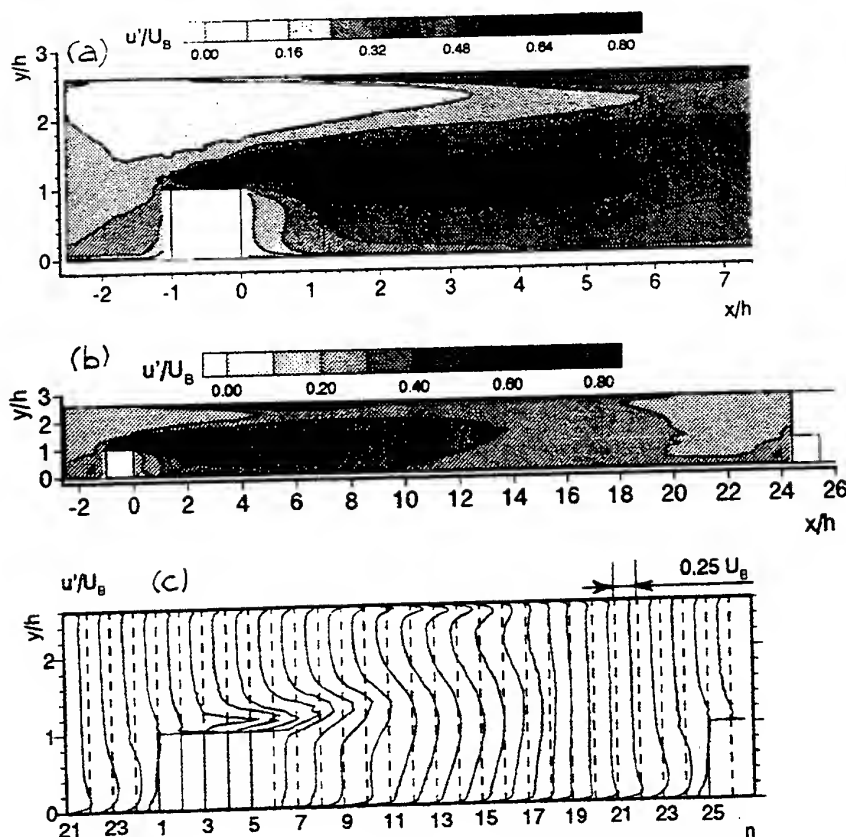 (a) u'/U_B
0.00 0.16 0.32 0.48 0.64 0.80
y/h
3
2
1
0
-2 -1 0 1 2 3 4 5 6 7
x/h
(b) u'/U_B
0.00 0.20 0.40 0.60 0.80
y/h
3
2
1
0
-2 0 2 4 6 8 10 12 14 16 18 20 22 24 26
x/h
u'/U_B (c) 0.25 U_B
y/h
2
1
0
21 23 1 3 5 7 9 11 13 15 17 19 21 23 25 n